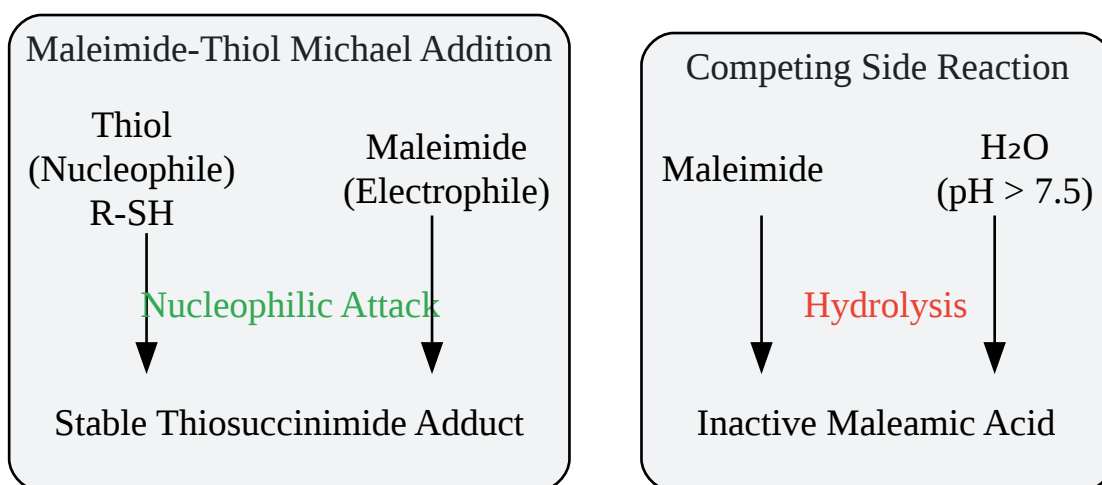 Maleimide-Thiol Michael Addition
Thiol
(Nucleophile)
R-SH
Maleimide
(Electrophile)
Nucleophilic Attack
Stable Thiosuccinimide Adduct
Competing Side Reaction
Maleimide
H₂O
(pH > 7.5)
Hydrolysis
Inactive Maleamic Acid